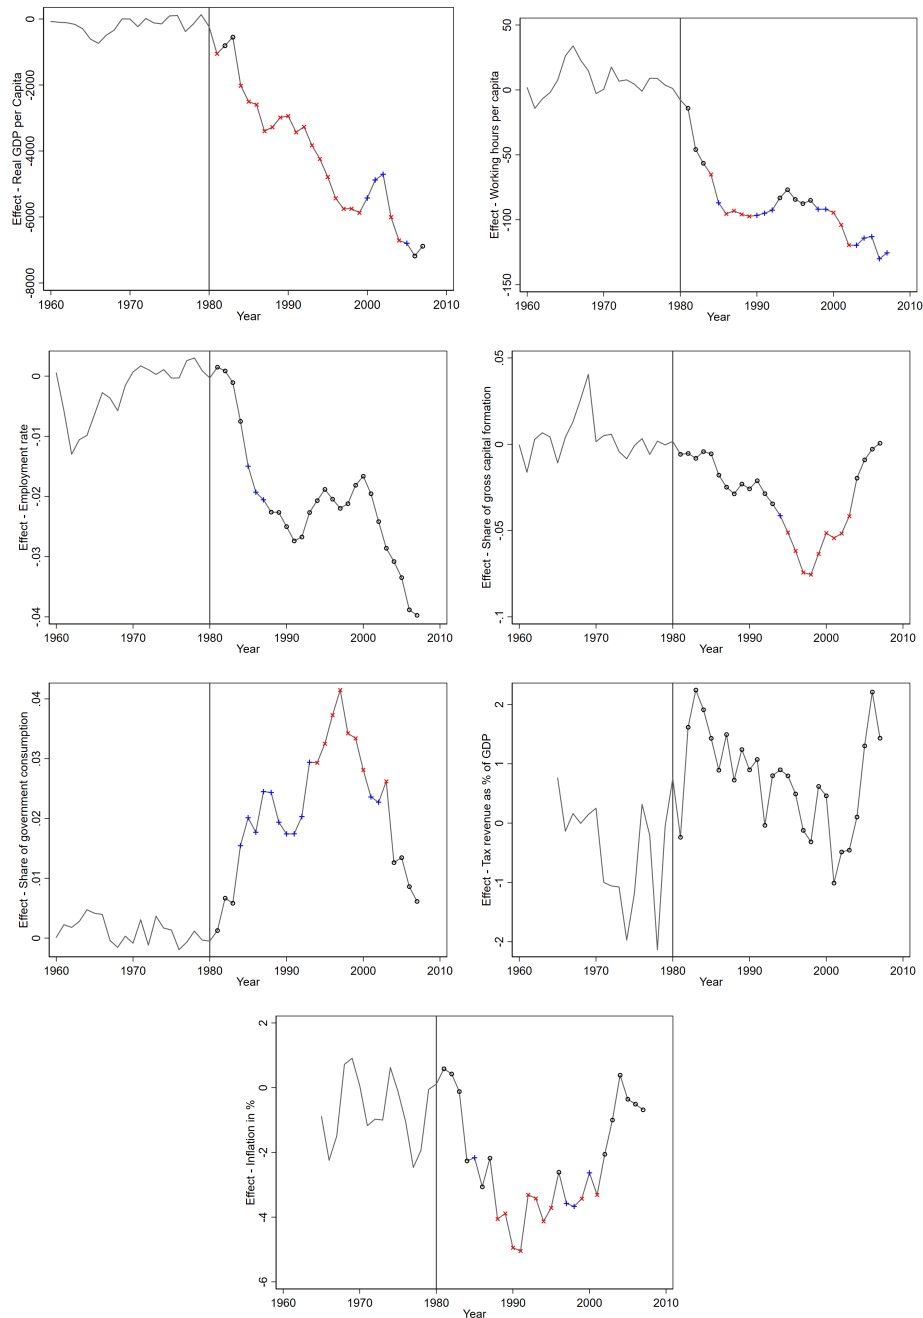 Effect - Real GDP per Capita
0
-2000
-4000
-6000
-8000
1960 1970 1980 1990 2000 2010
Year
Effect - Working hours per capita
50
0
-50
-100
-150
1960 1970 1980 1990 2000 2010
Year
Effect - Employment rate
0
-.01
-.02
-.03
-.04
1960 1970 1980 1990 2000 2010
Year
Effect - Share of gross capital formation
.05
0
-.05
-.1
1960 1970 1980 1990 2000 2010
Year
Effect - Share of government consumption
.04
.03
.02
.01
0
1960 1970 1980 1990 2000 2010
Year
Effect - Tax revenue as % of GDP
2
1
0
-1
-2
1960 1970 1980 1990 2000 2010
Year
Effect - Inflation in %
2
0
-2
-4
-6
1960 1970 1980 1990 2000 2010
Year